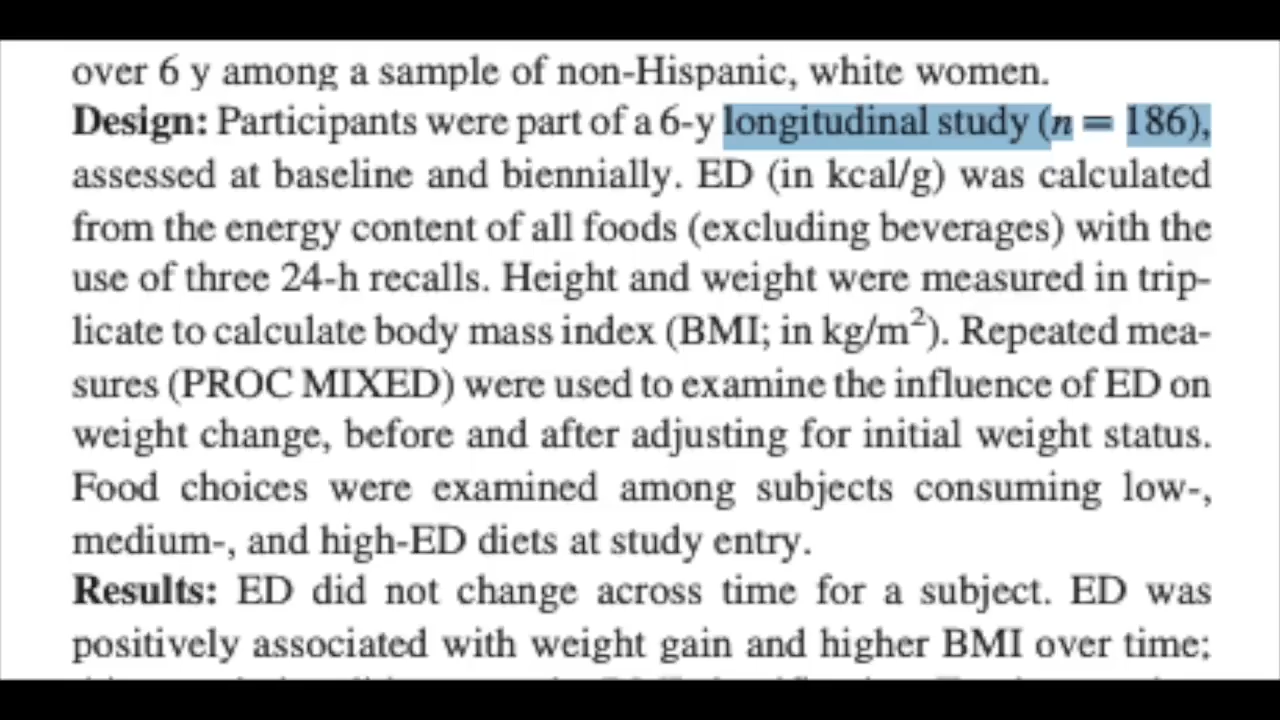 over 6 y among a sample of non-Hispanic, white women.
Design: Participants were part of a 6-y longitudinal study (n = 186),
assessed at baseline and biennially. ED (in kcal/g) was calculated
from the energy content of all foods (excluding beverages) with the
use of three 24-h recalls. Height and weight were measured in trip-
licate to calculate body mass index (BMI; in kg/m²). Repeated mea-
sures (PROC MIXED) were used to examine the influence of ED on
weight change, before and after adjusting for initial weight status.
Food choices were examined among subjects consuming low-,
medium-, and high-ED diets at study entry.
Results: ED did not change across time for a subject. ED was
positively associated with weight gain and higher BMI over time;